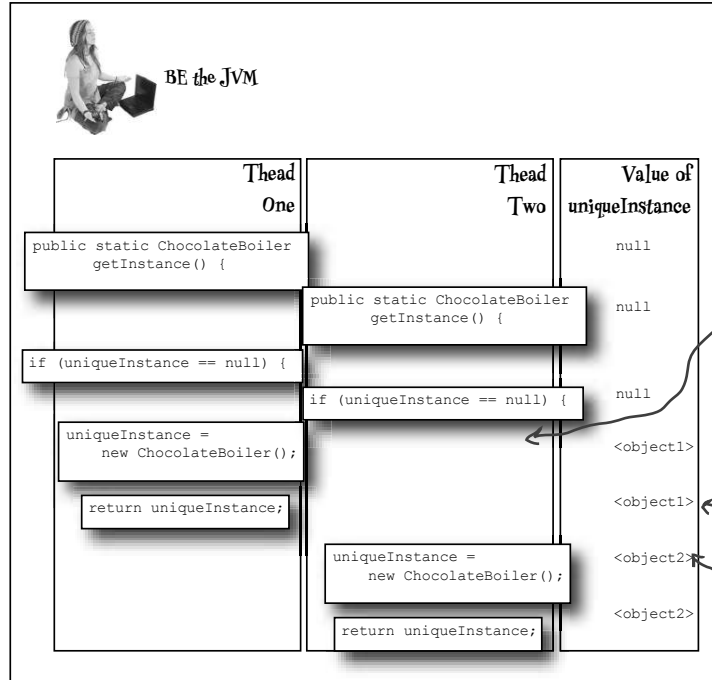 BE the JVM
Thead
One
Thead
Two
Value of
uniqueInstance
public static ChocolateBoiler
getInstance() {
null
public static ChocolateBoiler
getInstance() {
null
if (uniqueInstance == null) {
if (uniqueInstance == null) {
null
uniqueInstance =
new ChocolateBoiler();
<object1>
return uniqueInstance;
<object1>
uniqueInstance =
new ChocolateBoiler();
<object2>
return uniqueInstance;
<object2>